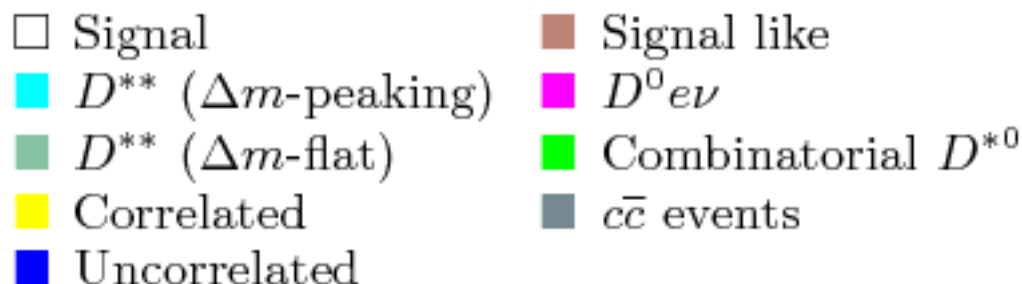 Signal
D** (Δm-peaking)
D** (Δm-flat)
Correlated
Uncorrelated
Signal like
D⁰eν
Combinatorial D*⁰
cc̅ events